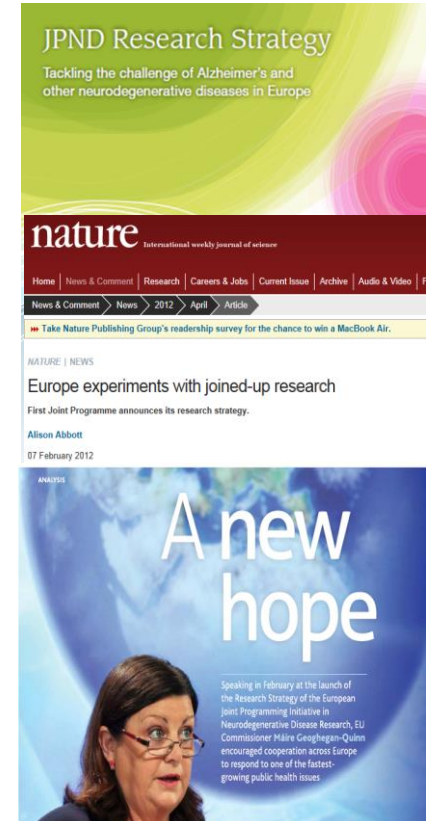 JPND Research Strategy
Tackling the challenge of Alzheimer's and
other neurodegenerative diseases in Europe
nature International weekly journal of science
Home | News & Comment | Research | Careers & Jobs | Current Issue | Archive | Audio & Video | F
News & Comment News 2012 April Article
Take Nature Publishing Group's readership survey for the chance to win a MacBook Air.
NATURE | NEWS
Europe experiments with joined-up research
First Joint Programme announces its research strategy.
Alison Abbott
07 February 2012
ANALYSIS
A new
hope
Speaking in February at the launch of
the Research Strategy of the European
Joint Programming Initiative in
Neurodegenerative Disease Research, EU
Commissioner Máire Geoghegan-Quinn
encouraged cooperation across Europe
to respond to one of the fastest-
growing public health issues